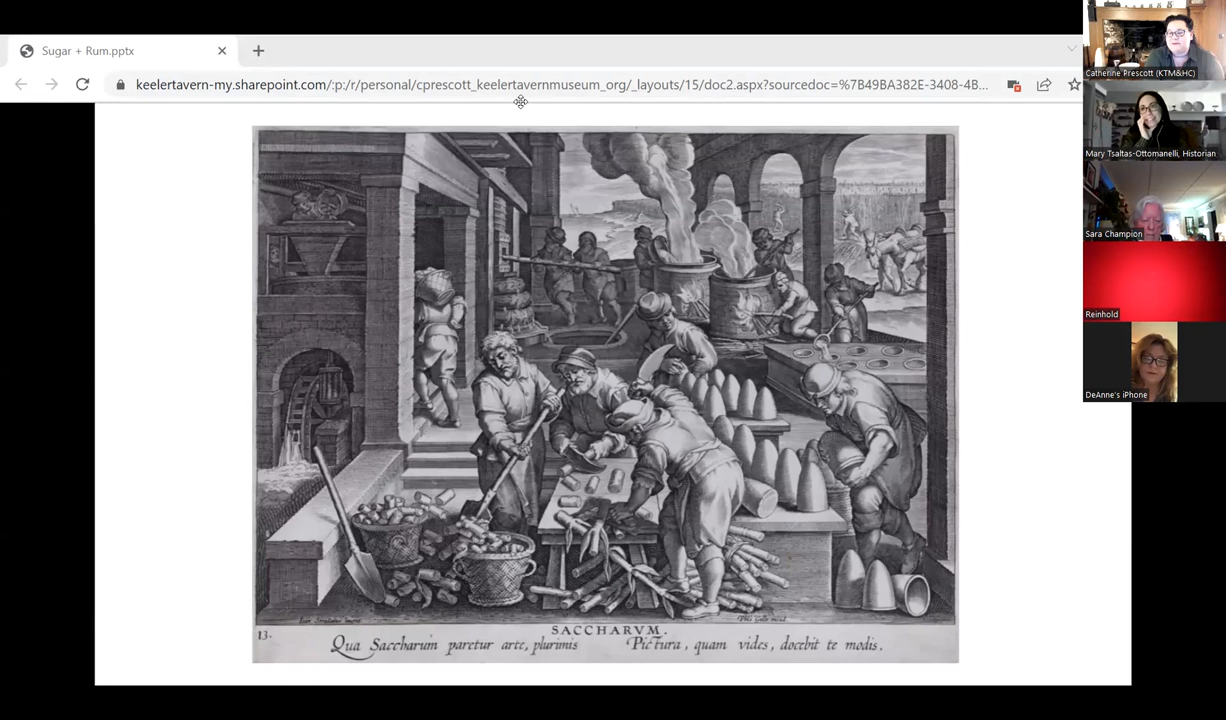 Sugar + Rum.pptx
keelertavern-my.sharepoint.com/:p:/r/personal/cprescott_keelertavernmuseum_org/_layouts/15/doc2.aspx?sourcedoc=%7B49BA382E-3408-4B...
Catherine Prescott (KTM&HC)
Mary Tsaltas-Ottomanelli, Historian
Sara Champion
Reinhold
DeAnne's iPhone
SACCHARVM.
13.
Qua Saccharum paretur arte, plurimis Pictura, quam vides, docebit te modis.